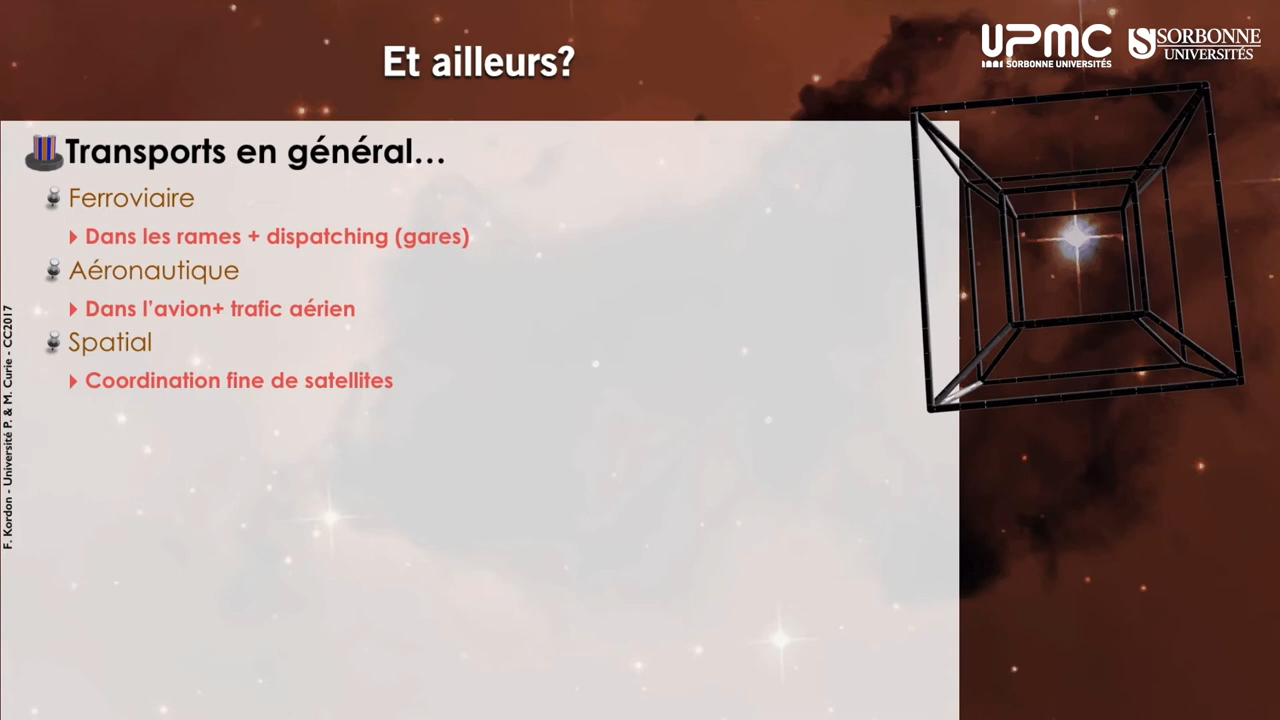 Et ailleurs?
UPMC
SORBONNE UNIVERSITÉS
SORBONNE
UNIVERSITÉS
Transports en général…
Ferroviaire
Dans les rames + dispatching (gares)
Aéronautique
Dans l’avion+ trafic aérien
Spatial
Coordination fine de satellites
F. Kordon - Université P. & M. Curie - CC2017